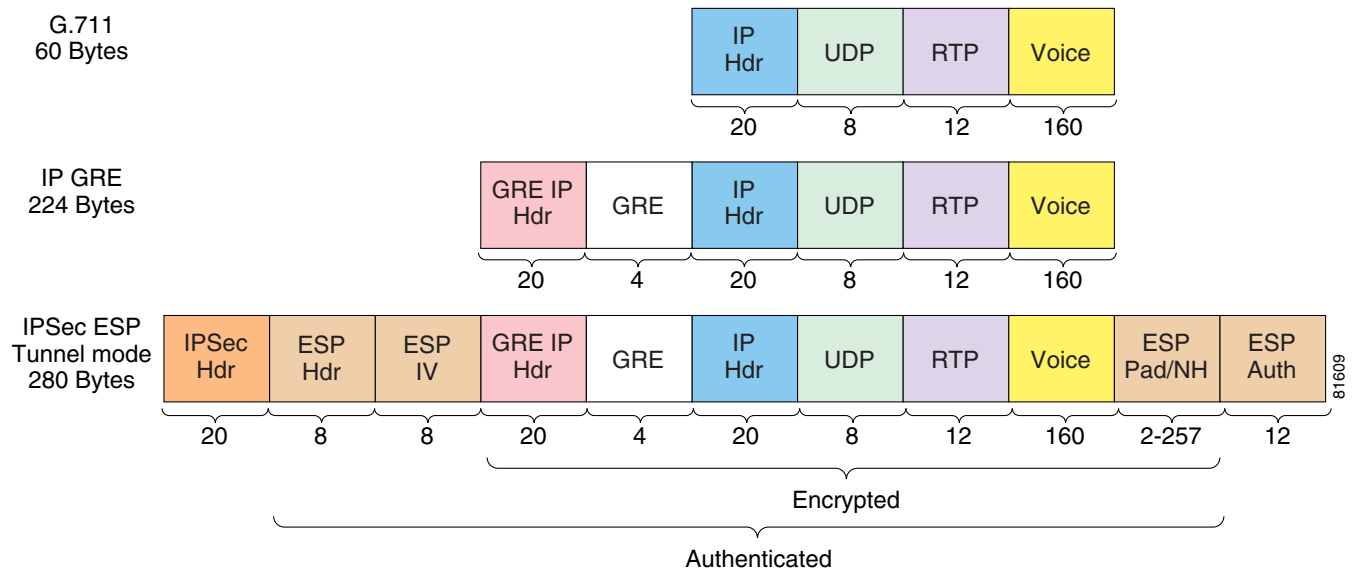 G.711
60 Bytes
IP
Hdr
UDP
RTP
Voice
20
8
12
160
IP GRE
224 Bytes
GRE IP
Hdr
GRE
IP
Hdr
UDP
RTP
Voice
20
4
20
8
12
160
IPSec ESP
Tunnel mode
280 Bytes
IPSec
Hdr
ESP
Hdr
ESP
IV
GRE IP
Hdr
GRE
IP
Hdr
UDP
RTP
Voice
ESP
Pad/NH
ESP
Auth
81609
20
8
8
20
4
20
8
12
160
2-257
12
Encrypted
Authenticated